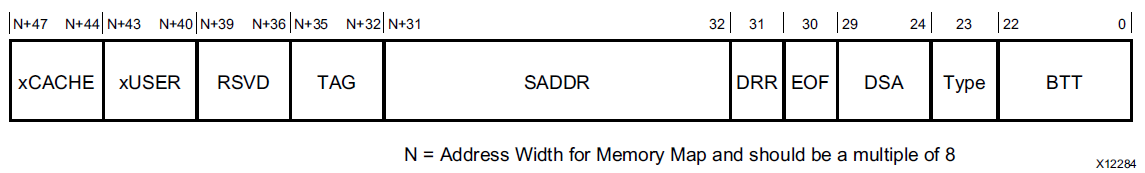 N+47 N+44 N+43 N+40 N+39 N+36 N+35 N+32 N+31 32 31 30 29 24 23 22 0
xCACHE xUSER RSVD TAG SADDR DRR EOF DSA Type BTT
N = Address Width for Memory Map and should be a multiple of 8
X12284